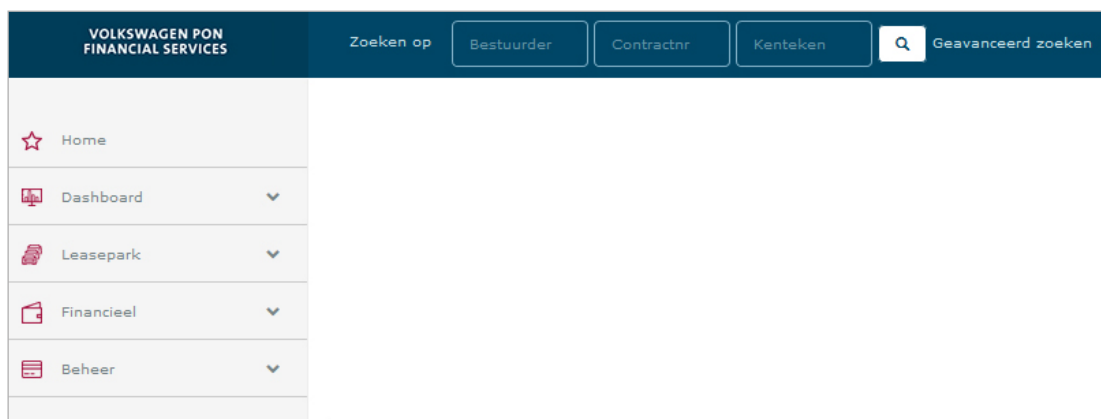 VOLKSWAGEN PON
FINANCIAL SERVICES
Zoeken op Bestuurder Contractnr Kenteken Geavanceerd zoeken
Home
Dashboard
Leasepark
Financieel
Beheer